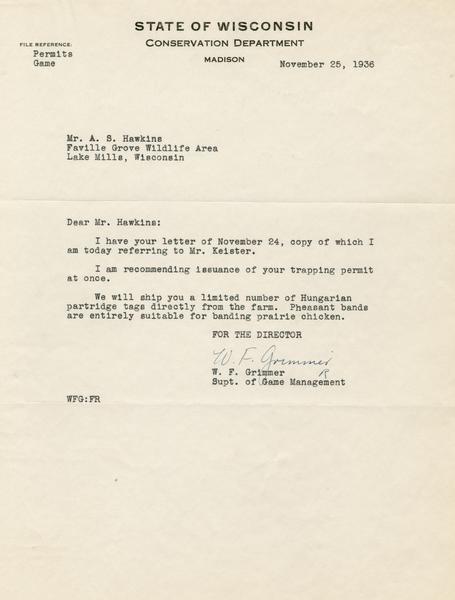 STATE OF WISCONSIN
CONSERVATION DEPARTMENT
MADISON
FILE REFERENCE:
Permits
Game
November 25, 1936
Mr. A. S. Hawkins
Faville Grove Wildlife Area
Lake Mills, Wisconsin
Dear Mr. Hawkins:
I have your letter of November 24, copy of which I
am today referring to Mr. Keister.
I am recommending issuance of your trapping permit
at once.
We will ship you a limited number of Hungarian
partridge tags directly from the farm. Pheasant bands
are entirely suitable for banding prairie chicken.
FOR THE DIRECTOR
W. F. Grimmer
W. F. Grimmer R
Supt. of Game Management
WFG:FR